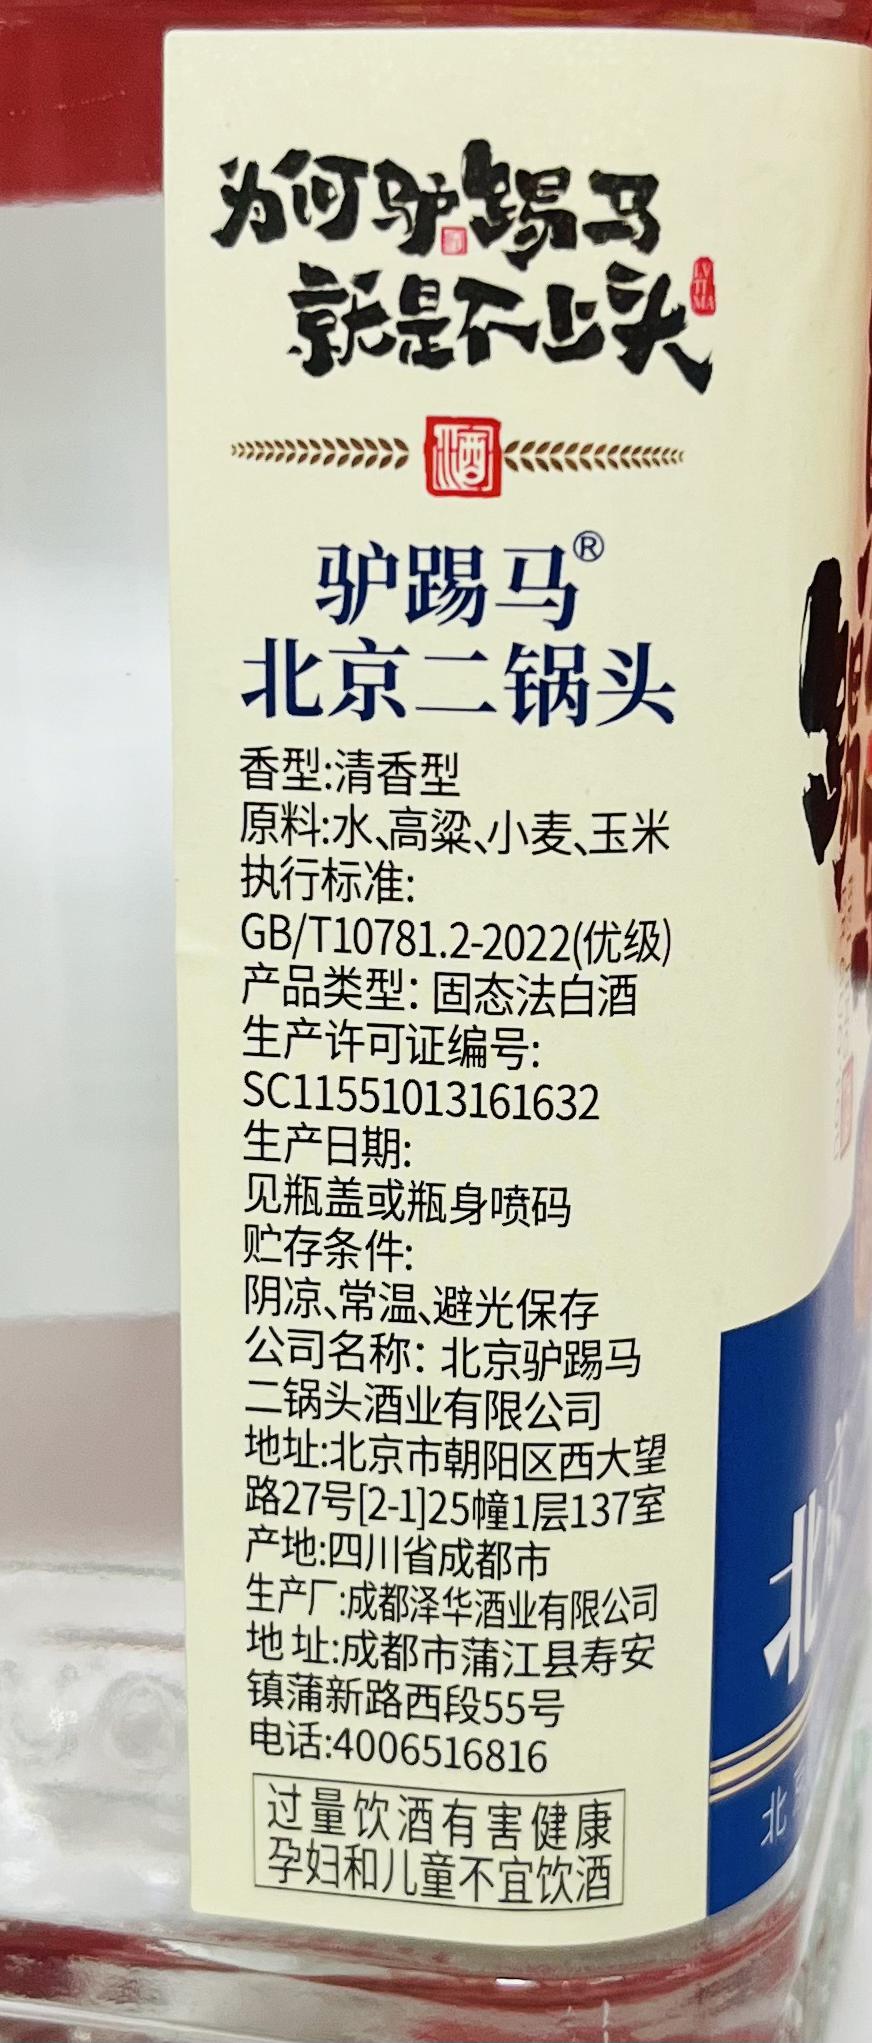 为何驴踢马
就是不上头
LV
TI
MA
酒
驴踢马®
北京二锅头
香型:清香型
原料:水、高粱、小麦、玉米
执行标准:
GB/T10781.2-2022(优级)
产品类型: 固态法白酒
生产许可证编号:
SC11551013161632
生产日期:
见瓶盖或瓶身喷码
贮存条件:
阴凉、常温、避光保存
公司名称: 北京驴踢马
二锅头酒业有限公司
地址:北京市朝阳区西大望
路27号[2-1]25幢1层137室
产地:四川省成都市
生产厂:成都泽华酒业有限公司
地 址:成都市蒲江县寿安
镇蒲新路西段55号
电话:4006516816
过量饮酒有害健康
孕妇和儿童不宜饮酒
北京
北